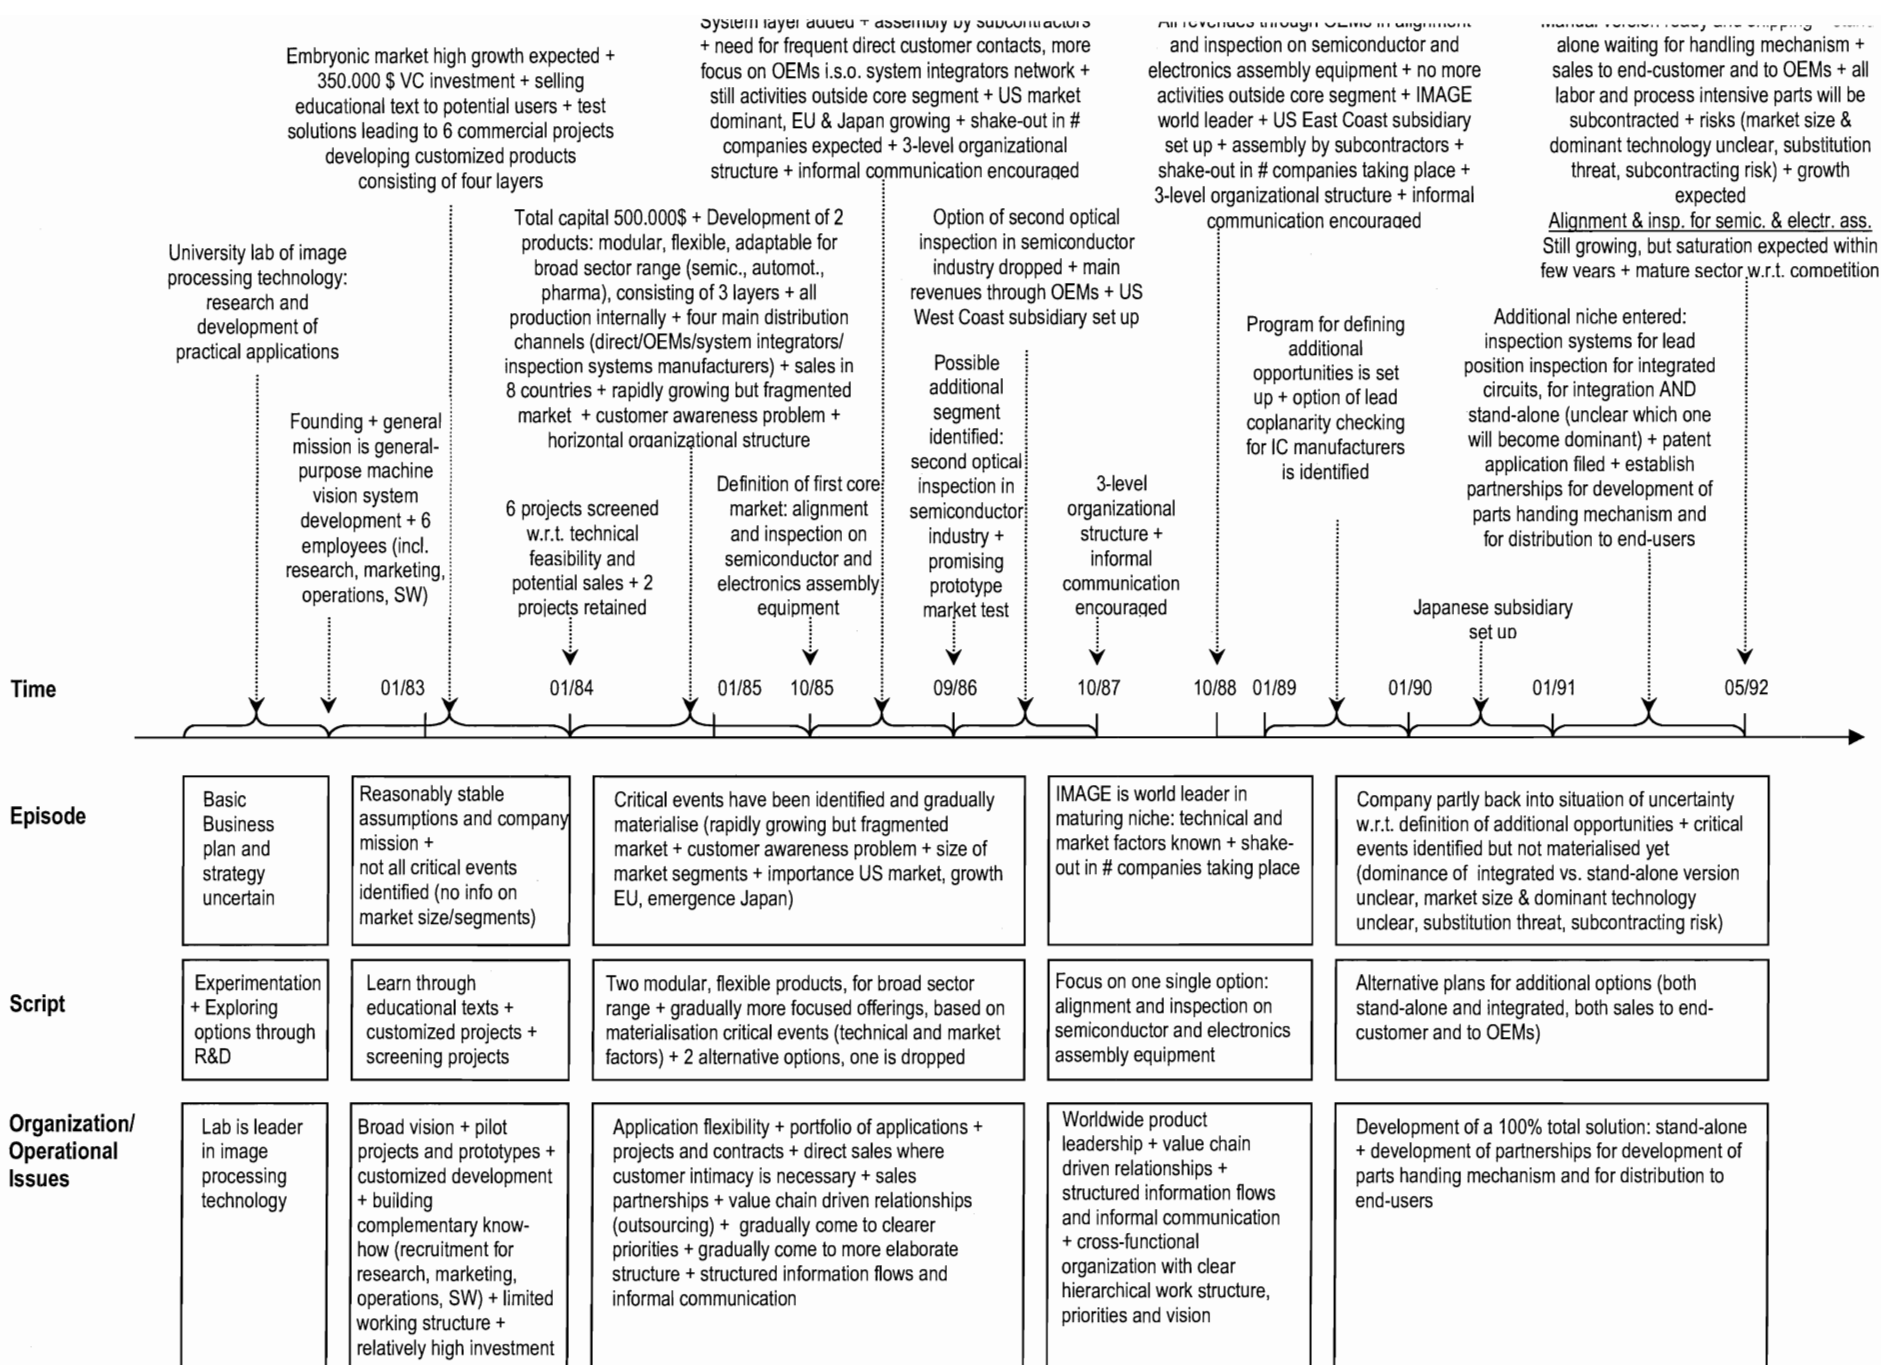 Embryonic market high growth expected +
350.000 $ VC investment + selling
educational text to potential users + test
solutions leading to 6 commercial projects
developing customized products
consisting of four layers
System layer added + assembly by subcontractors
+ need for frequent direct customer contacts, more
focus on OEMs i.s.o. system integrators network +
still activities outside core segment + US market
dominant, EU & Japan growing + shake-out in #
companies expected + 3-level organizational
structure + informal communication encouraged
All revenues through OEMs in alignment
and inspection on semiconductor and
electronics assembly equipment + no more
activities outside core segment + IMAGE
world leader + US East Coast subsidiary
set up + assembly by subcontractors +
shake-out in # companies taking place +
3-level organizational structure + informal
communication encouraged
Manual version ready and shipping
alone waiting for handling mechanism +
sales to end-customer and to OEMs + all
labor and process intensive parts will be
subcontracted + risks (market size &
dominant technology unclear, substitution
threat, subcontracting risk) + growth
expected
Alignment & insp. for semic. & electr. ass.
Still growing, but saturation expected within
few years + mature sector w.r.t. competition
University lab of image
processing technology:
research and
development of
practical applications
Total capital 500.000$ + Development of 2
products: modular, flexible, adaptable for
broad sector range (semic., automot.,
pharma), consisting of 3 layers + all
production internally + four main distribution
channels (direct/OEMs/system integrators/
inspection systems manufacturers) + sales in
8 countries + rapidly growing but fragmented
market + customer awareness problem +
horizontal organizational structure
Option of second optical
inspection in semiconductor
industry dropped + main
revenues through OEMs + US
West Coast subsidiary set up
Program for defining
additional
opportunities is set
up + option of lead
coplanarity checking
for IC manufacturers
is identified
Additional niche entered:
inspection systems for lead
position inspection for integrated
circuits, for integration AND
stand-alone (unclear which one
will become dominant) + patent
application filed + establish
partnerships for development of
parts handing mechanism and
for distribution to end-users
Founding + general
mission is general-
purpose machine
vision system
development + 6
employees (incl.
research, marketing,
operations, SW)
6 projects screened
w.r.t. technical
feasibility and
potential sales + 2
projects retained
Definition of first core
market: alignment
and inspection on
semiconductor and
electronics assembly
equipment
Possible
additional
segment
identified:
second optical
inspection in
semiconductor
industry +
promising
prototype
market test
3-level
organizational
structure +
informal
communication
encouraged
Japanese subsidiary
set up
Time
01/83
01/84
01/85
10/85
09/86
10/87
10/88
01/89
01/90
01/91
05/92
Episode
Basic
Business
plan and
strategy
uncertain
Reasonably stable
assumptions and company
mission +
not all critical events
identified (no info on
market size/segments)
Critical events have been identified and gradually
materialise (rapidly growing but fragmented
market + customer awareness problem + size of
market segments + importance US market, growth
EU, emergence Japan)
IMAGE is world leader in
maturing niche: technical and
market factors known + shake-
out in # companies taking place
Company partly back into situation of uncertainty
w.r.t. definition of additional opportunities + critical
events identified but not materialised yet
(dominance of integrated vs. stand-alone version
unclear, market size & dominant technology
unclear, substitution threat, subcontracting risk)
Script
Experimentation
+ Exploring
options through
R&D
Learn through
educational texts +
customized projects +
screening projects
Two modular, flexible products, for broad sector
range + gradually more focused offerings, based on
materialisation critical events (technical and market
factors) + 2 alternative options, one is dropped
Focus on one single option:
alignment and inspection on
semiconductor and electronics
assembly equipment
Alternative plans for additional options (both
stand-alone and integrated, both sales to end-
customer and to OEMs)
Organization/
Operational
Issues
Lab is leader
in image
processing
technology
Broad vision + pilot
projects and prototypes +
customized development
+ building
complementary know-
how (recruitment for
research, marketing,
operations, SW) + limited
working structure +
relatively high investment
Application flexibility + portfolio of applications +
projects and contracts + direct sales where
customer intimacy is necessary + sales
partnerships + value chain driven relationships
(outsourcing) + gradually come to clearer
priorities + gradually come to more elaborate
structure + structured information flows and
informal communication
Worldwide product
leadership + value chain
driven relationships +
structured information flows
and informal communication
+ cross-functional
organization with clear
hierarchical work structure,
priorities and vision
Development of a 100% total solution: stand-alone
+ development of partnerships for development of
parts handing mechanism and for distribution to
end-users